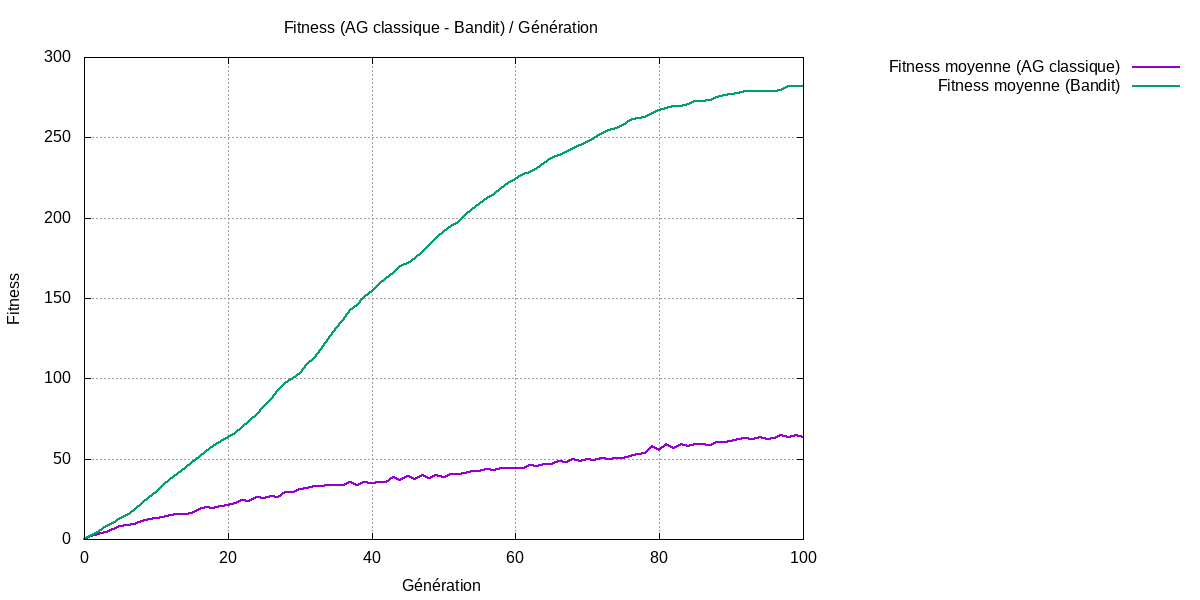 Fitness (AG classique - Bandit) / Génération
Fitness moyenne (AG classique)
Fitness moyenne (Bandit)
300
250
200
150
100
50
0
Fitness
0 20 40 60 80 100
Génération